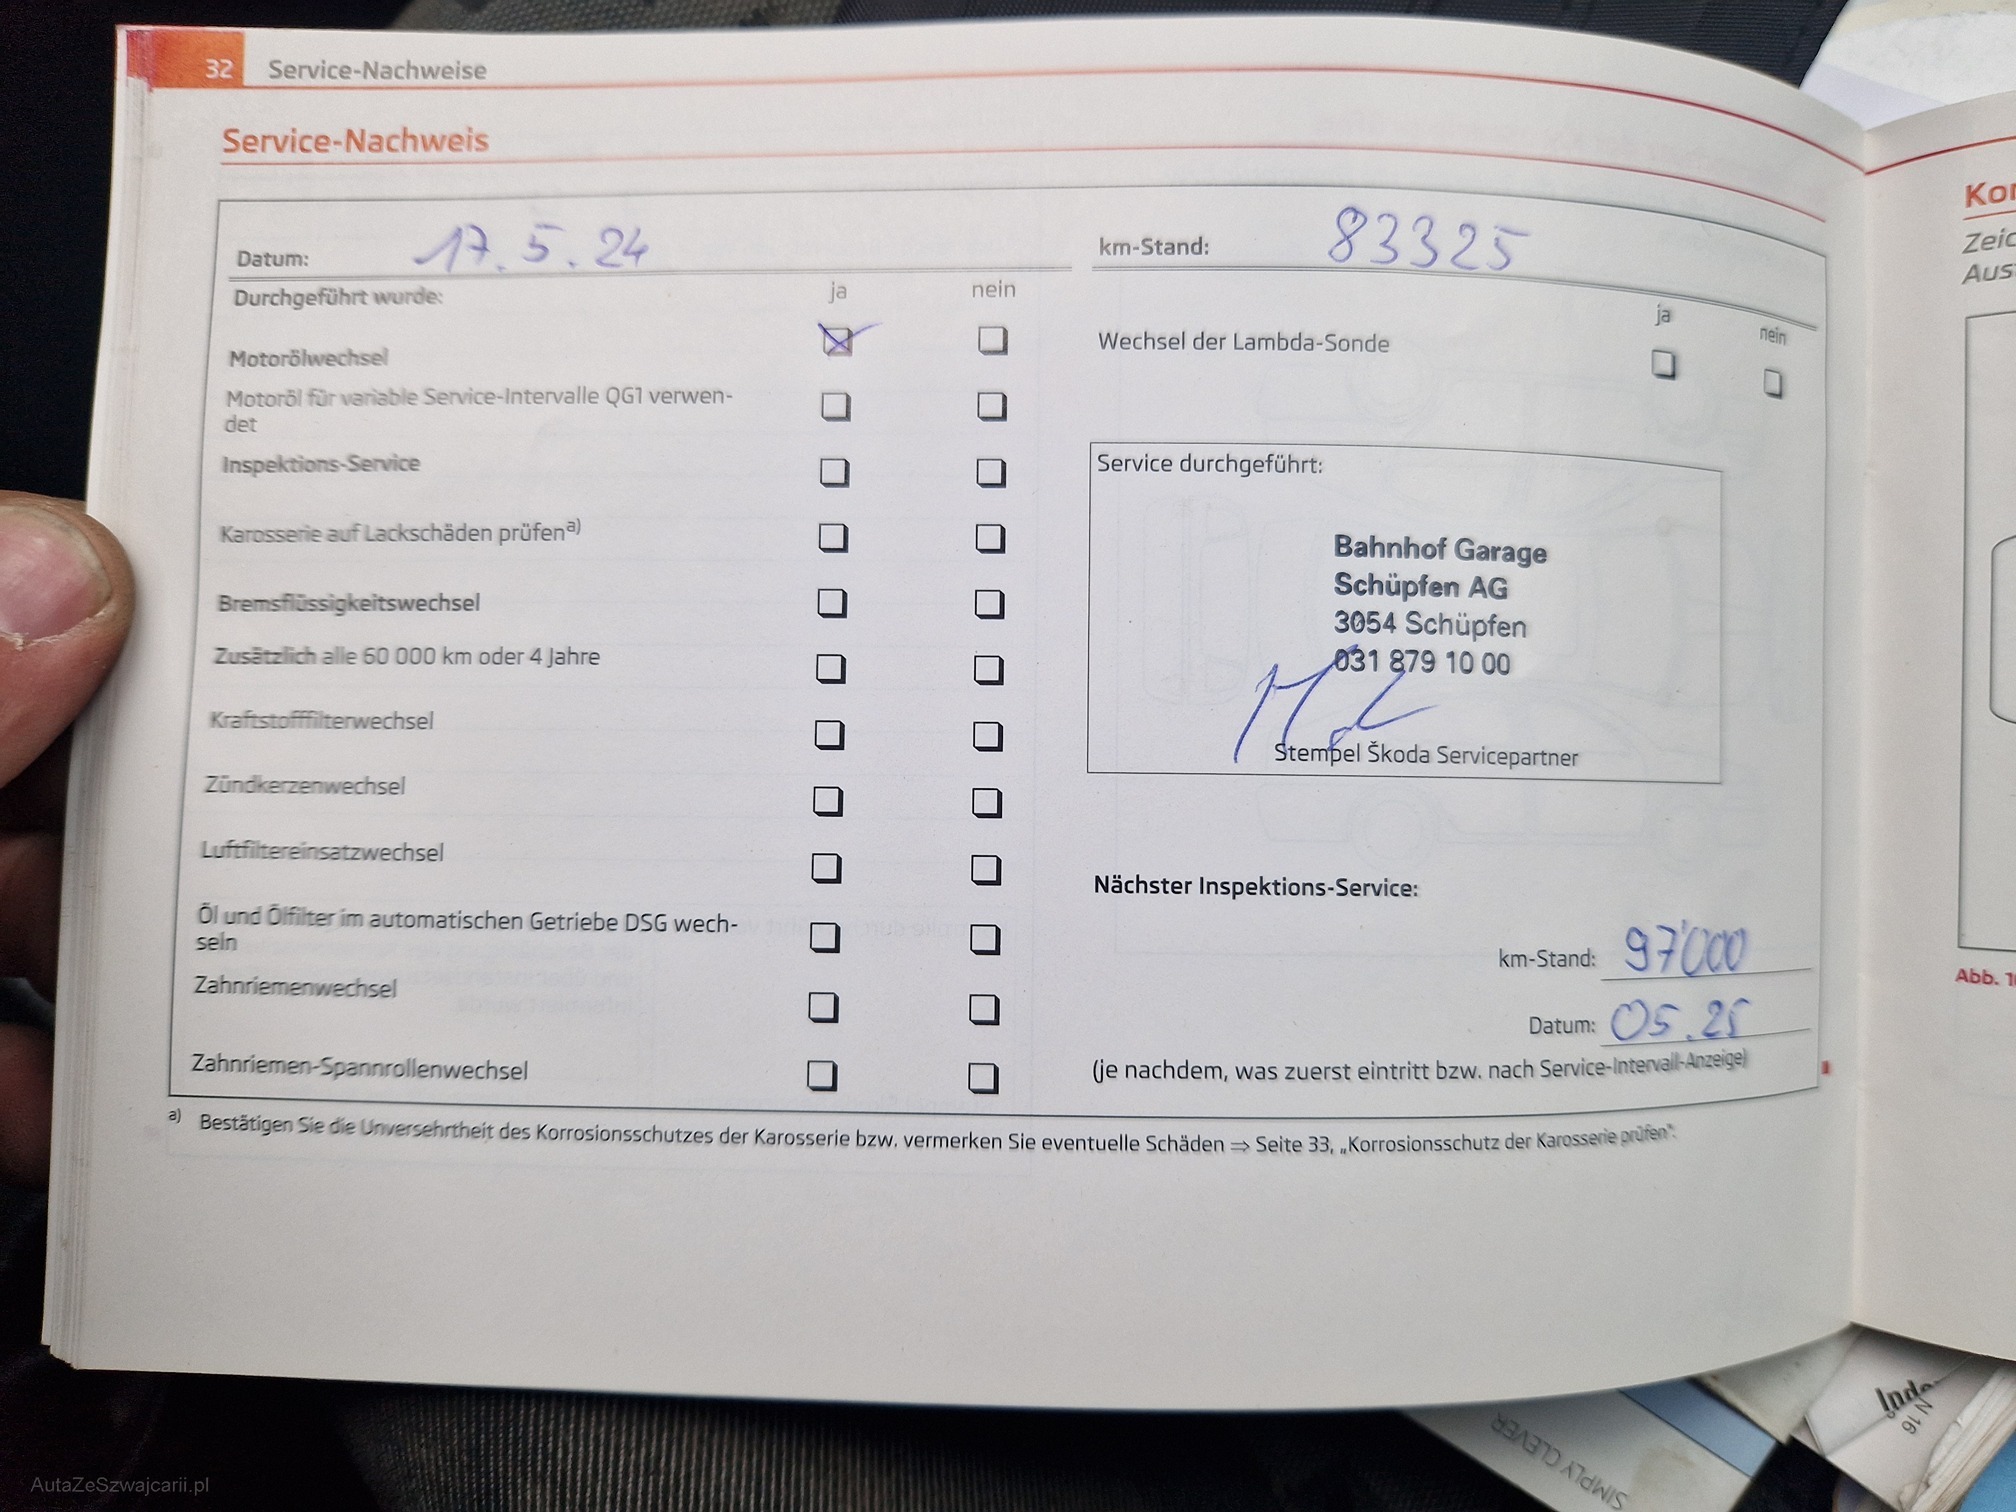 32 Service-Nachweise
Service-Nachweis
Datum: 17.5.24
km-Stand: 83325
Durchgeführt wurde: ja nein
Motorölwechsel
Motoröl für variable Service-Intervalle QG1 verwen-
det
Inspektions-Service
Karosserie auf Lackschäden prüfen a)
Bremsflüssigkeitswechsel
Zusätzlich alle 60 000 km oder 4 Jahre
Kraftstofffilterwechsel
Zündkerzenwechsel
Luftfiltereinsatzwechsel
Öl und Ölfilter im automatischen Getriebe DSG wech-
seln
Zahnriemenwechsel
Zahnriemen-Spannrollenwechsel
ja nein
Wechsel der Lambda-Sonde
Service durchgeführt:
Bahnhof Garage
Schüpfen AG
3054 Schüpfen
031 879 10 00
Stempel Škoda Servicepartner
Nächster Inspektions-Service:
km-Stand: 97'000
Datum: 05.25
(je nachdem, was zuerst eintritt bzw. nach Service-Intervall-Anzeige)
a) Bestätigen Sie die Unversehrtheit des Korrosionsschutzes der Karosserie bzw. vermerken Sie eventuelle Schäden ⇒ Seite 33, „Korrosionsschutz der Karosserie prüfen".
Abb.
SIMPLY CLEVER
N 16
AutaZeSzwajcarii.pl